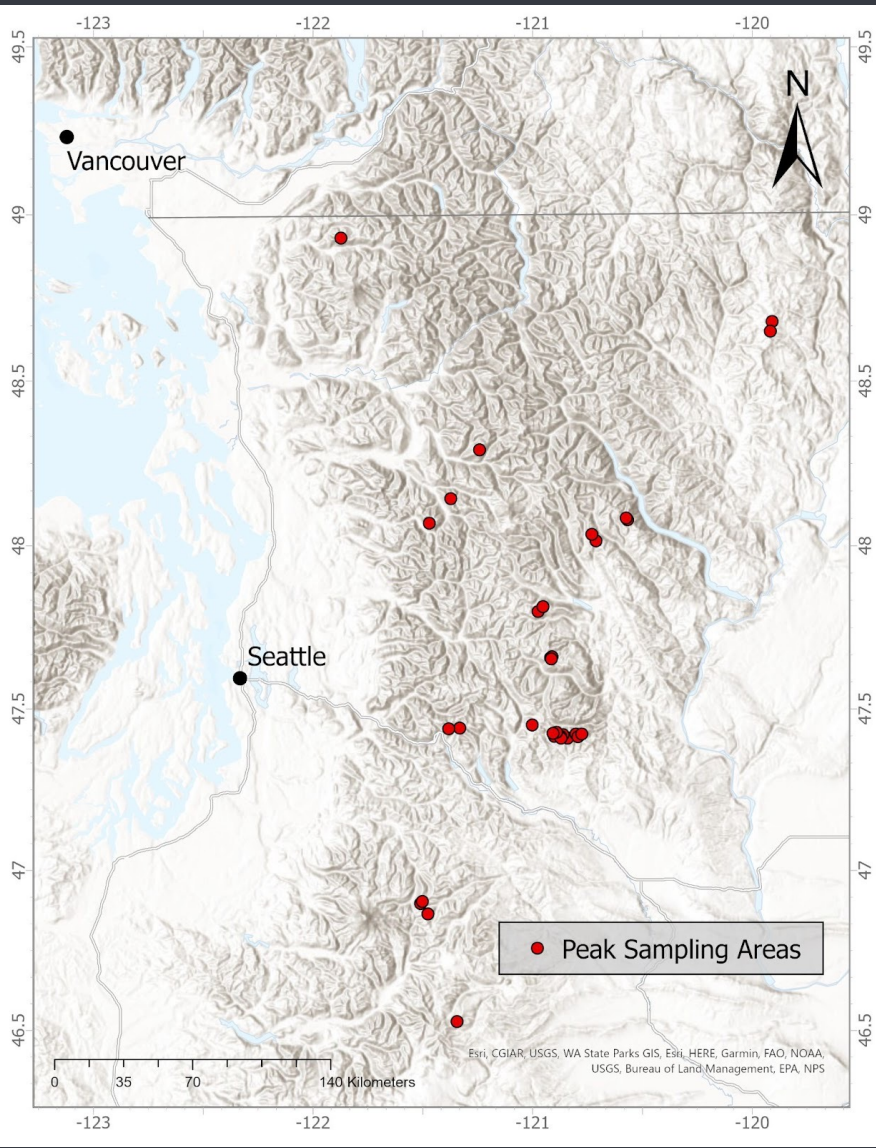 -123 -122 -121 -120
49.5 49.5
N
Vancouver
49 49
48.5 48.5
48 48
Seattle
47.5 47.5
47 47
Peak Sampling Areas
46.5 46.5
Esri, CGIAR, USGS, WA State Parks GIS, Esri, HERE, Garmin, FAO, NOAA,
USGS, Bureau of Land Management, EPA, NPS
0 35 70 140 Kilometers
-123 -122 -121 -120